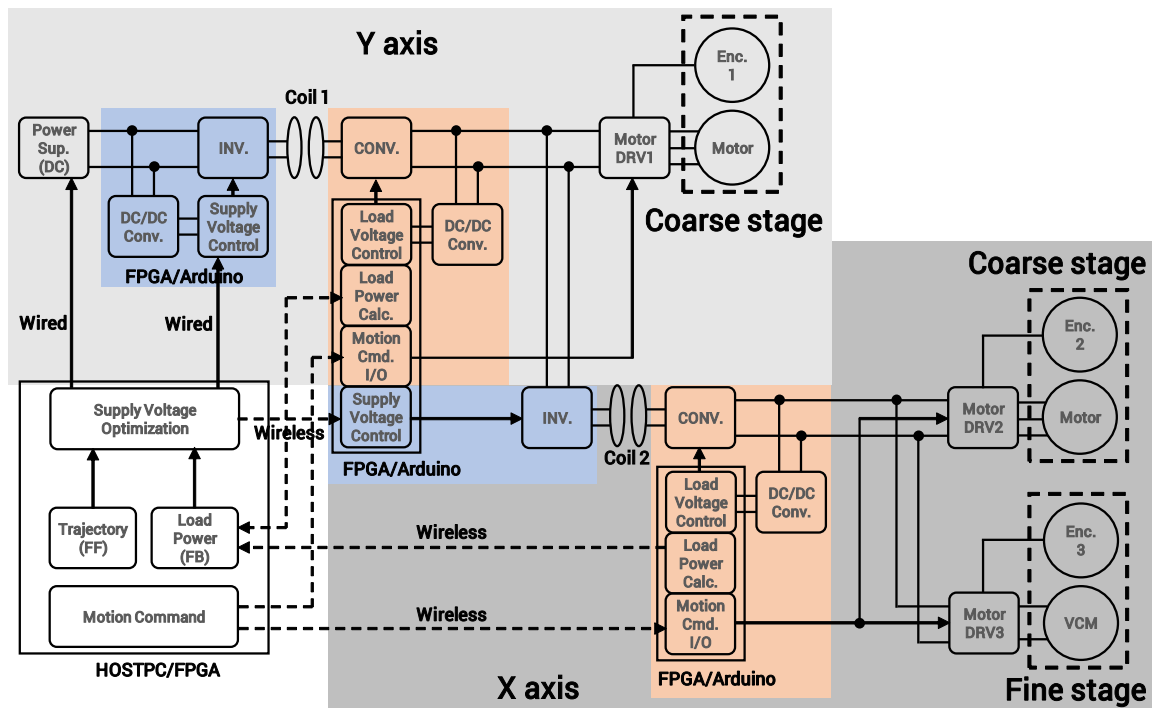 Y axis
Enc.
1
Coil 1
Power
Sup.
(DC)
INV.
CONV.
Motor
DRV1
Motor
DC/DC
Conv.
Supply
Voltage
Control
Load
Voltage
Control
DC/DC
Conv.
Coarse stage
FPGA/Arduino
Load
Power
Calc.
Coarse stage
Wired
Wired
Motion
Cmd.
I/O
Enc.
2
Supply Voltage
Optimization
Wireless
Supply
Voltage
Control
INV.
CONV.
Motor
DRV2
Motor
FPGA/Arduino
Coil 2
Load
Voltage
Control
DC/DC
Conv.
Trajectory
(FF)
Load
Power
(FB)
Wireless
Load
Power
Calc.
Enc.
3
Motion Command
Wireless
Motion
Cmd.
I/O
Motor
DRV3
VCM
HOSTPC/FPGA
X axis
FPGA/Arduino
Fine stage